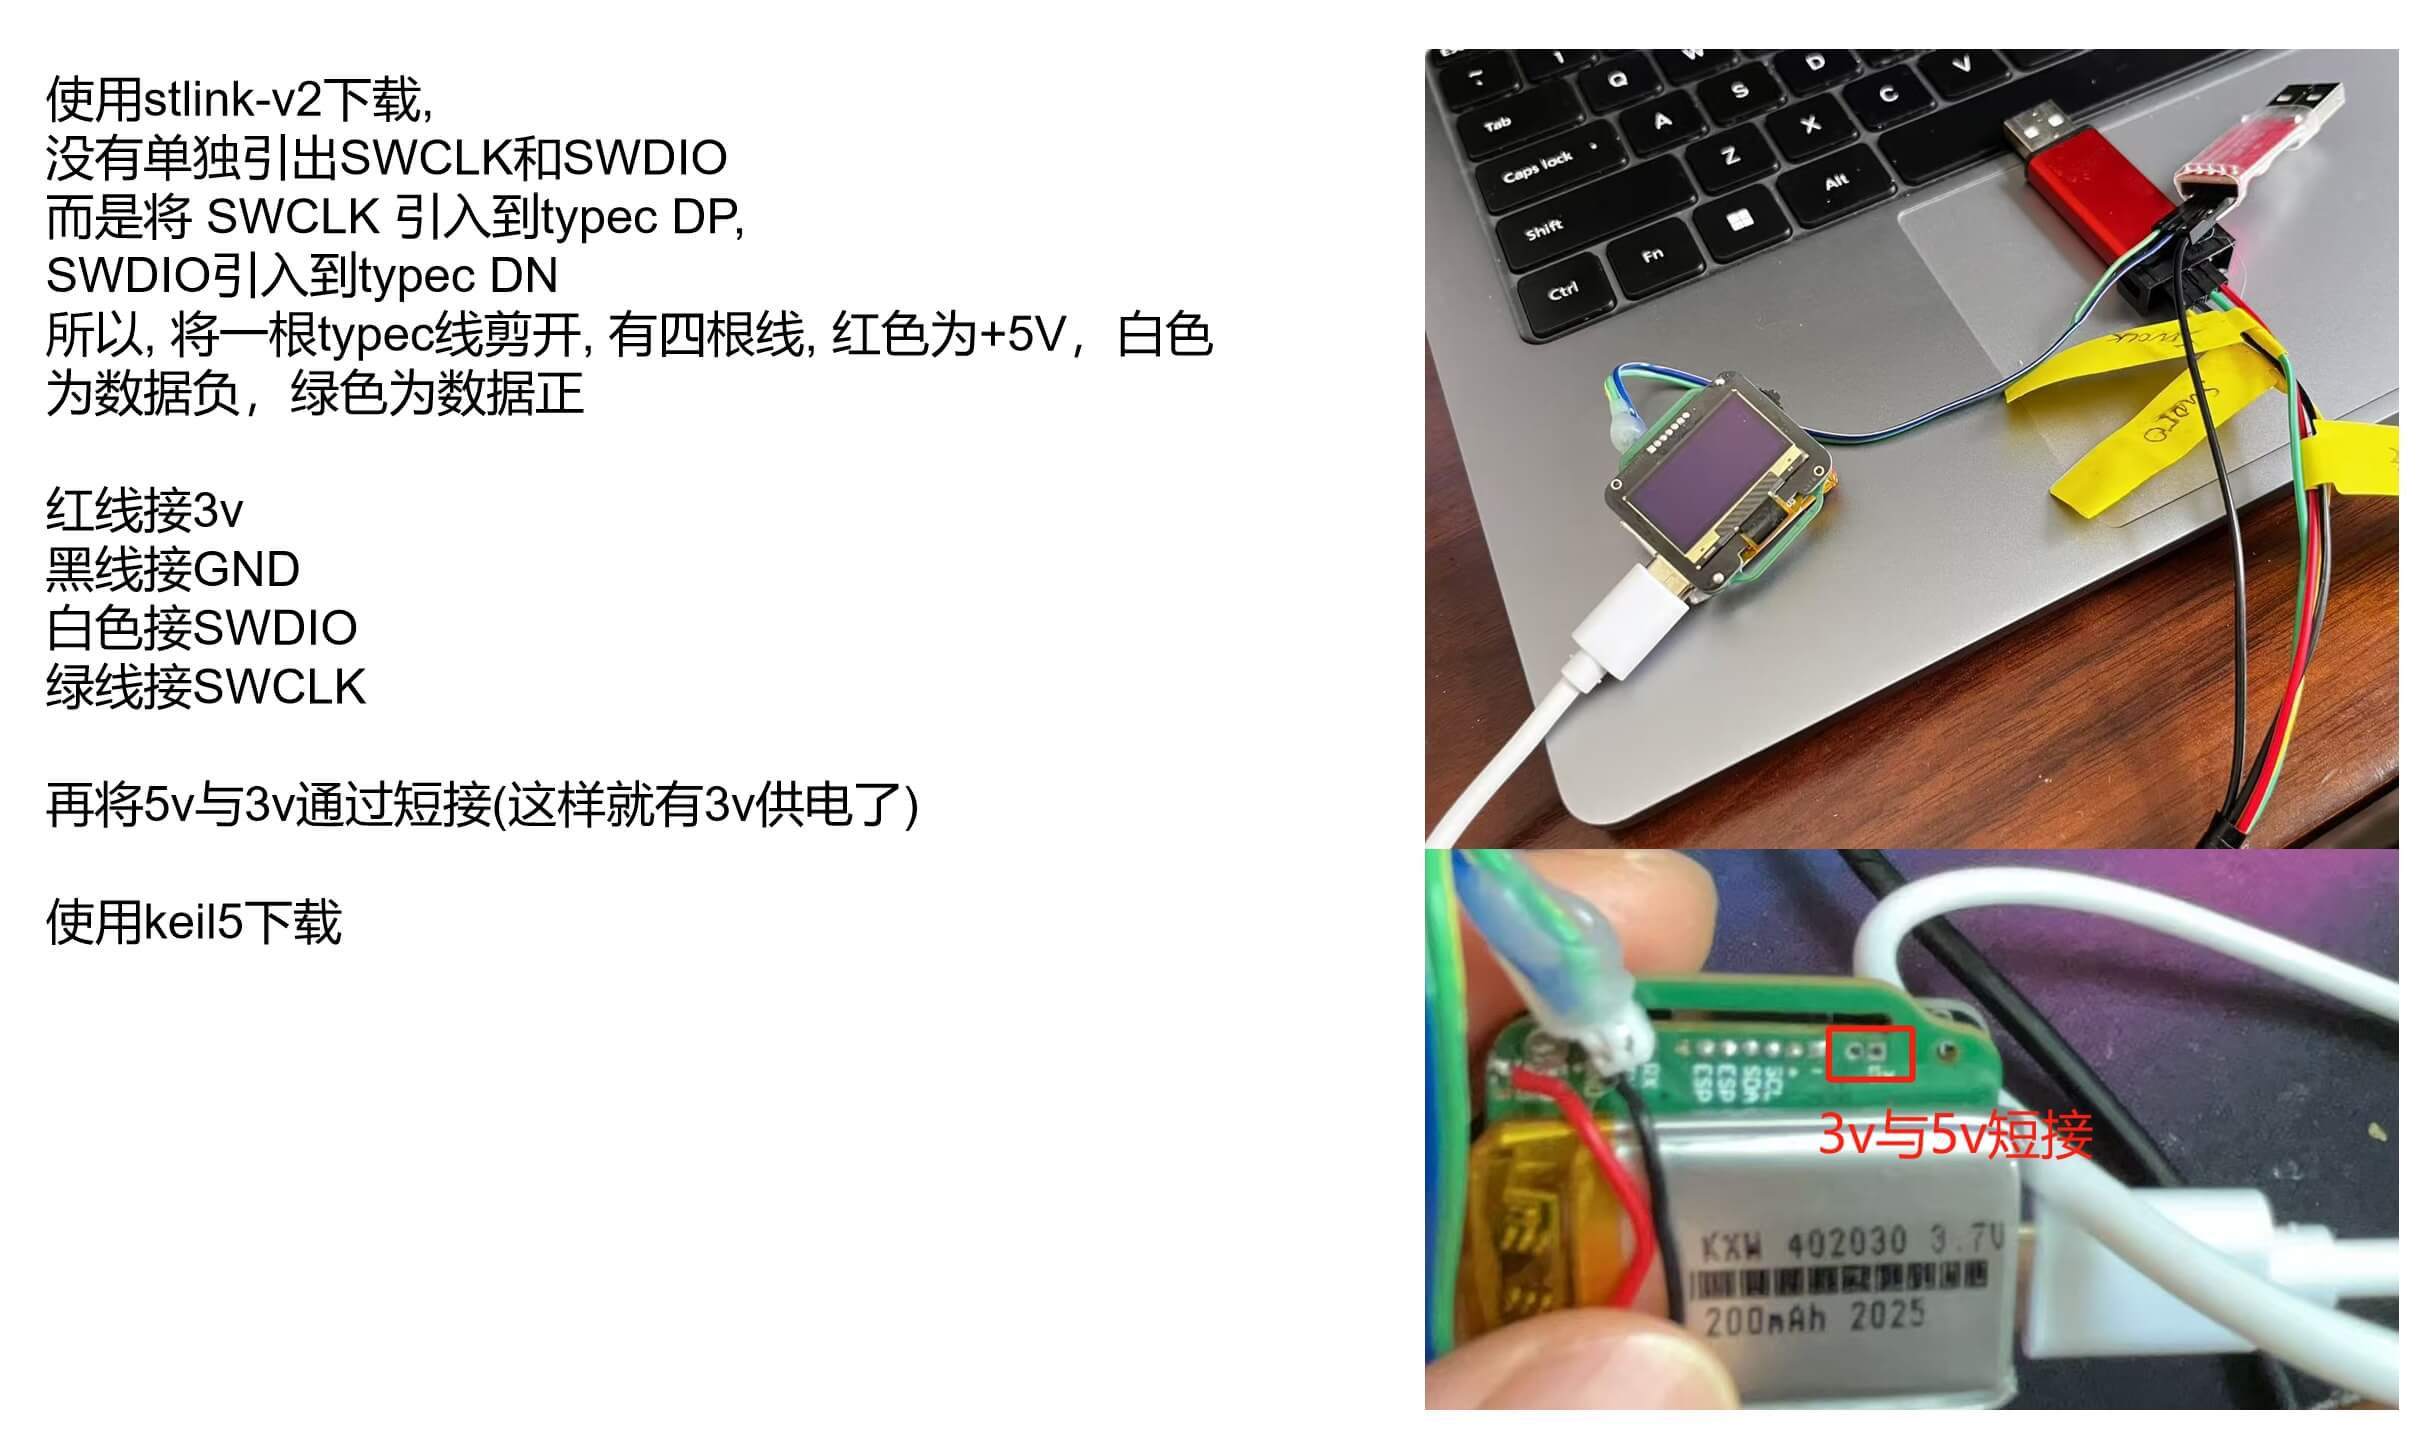 使用stlink-v2下载,
没有单独引出SWCLK和SWDIO
而是将 SWCLK 引入到typec DP,
SWDIO引入到typec DN
所以, 将一根typec线剪开, 有四根线, 红色为+5V，白色
为数据负，绿色为数据正
红线接3v
黑线接GND
白色接SWDIO
绿线接SWCLK
再将5v与3v通过短接(这样就有3v供电了)
使用keil5下载
Q
W
Tab
A
S
D
Caps lock
Z
X
C
V
Shift
Alt
Fn
Ctrl
RX
ESP
ESP
SDA
SCL
3v与5v短接
KXW 402030 3.7V
200mAh 2025